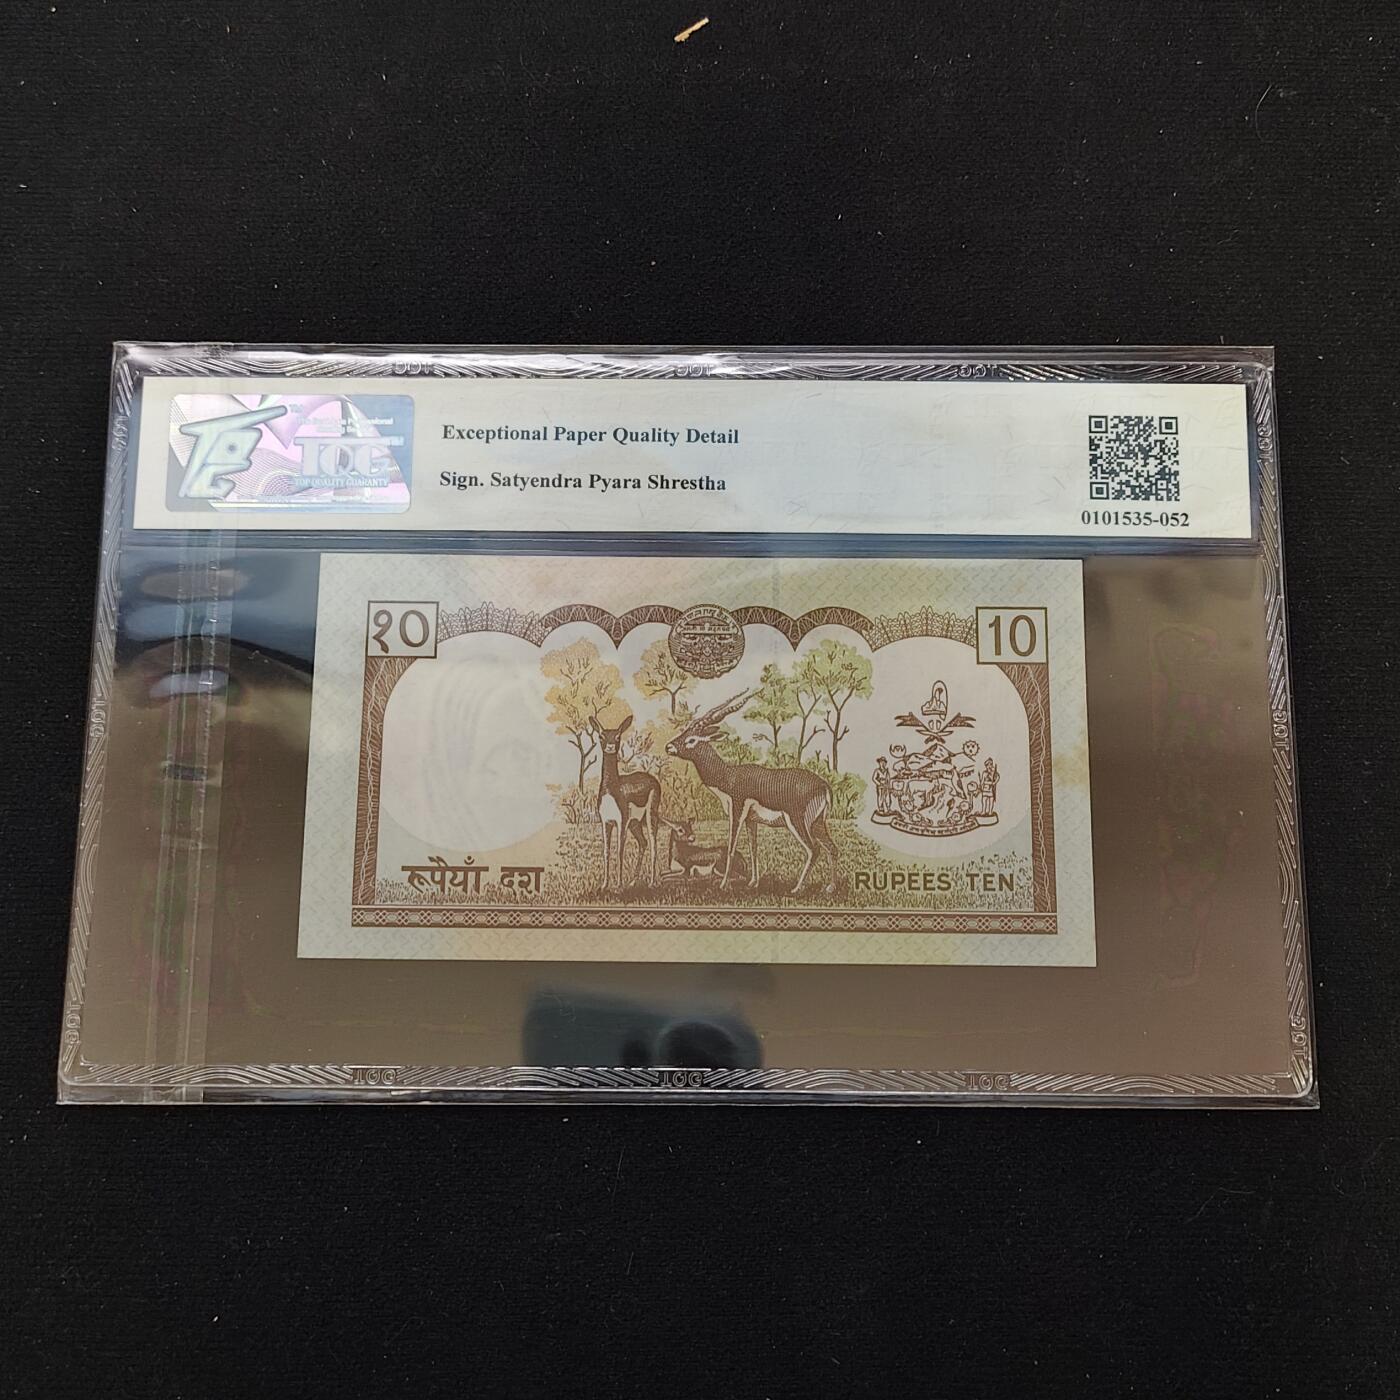 TQG
TQG
TOP QUALITY GUARANTY
Exceptional Paper Quality Detail
Sign. Satyendra Pyara Shrestha
0101535-052
१०
10
रूपैयाँ दश
RUPEES TEN